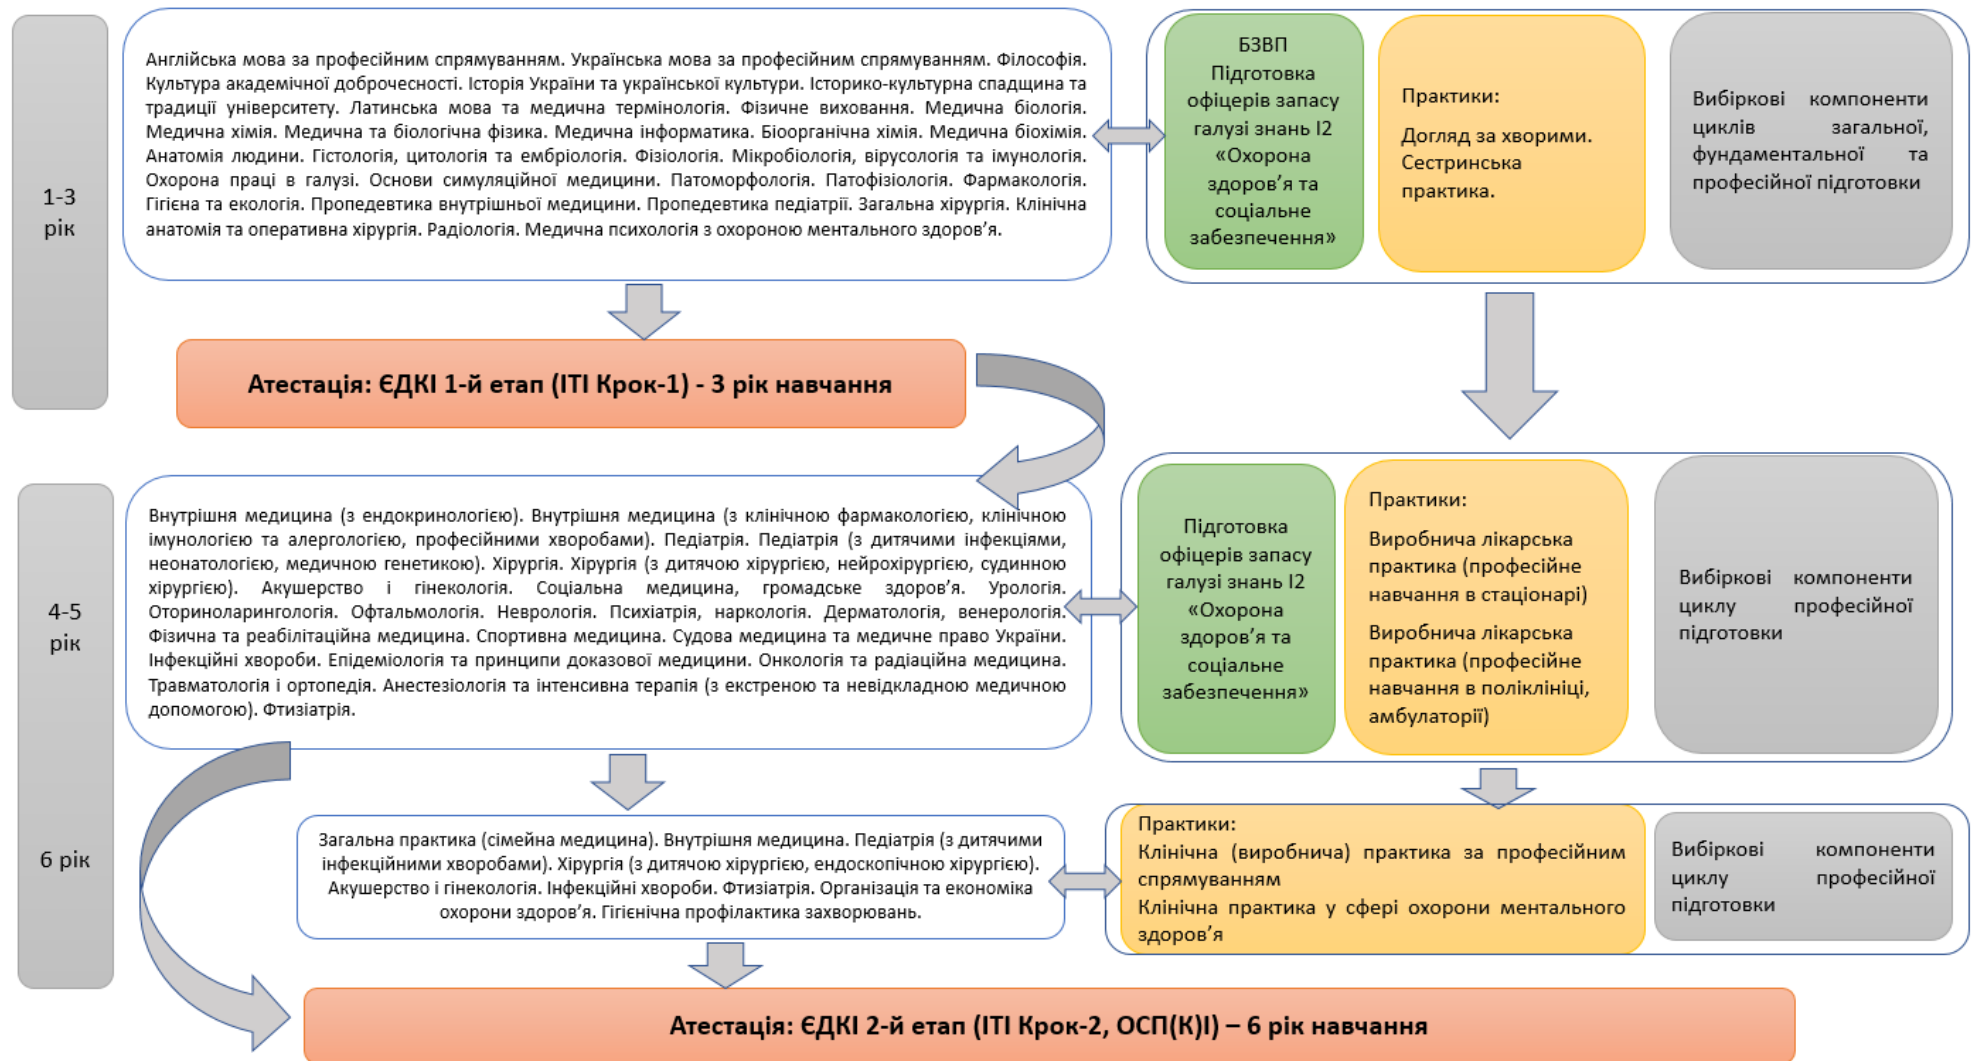 1-3
рік
Англійська мова за професійним спрямуванням. Українська мова за професійним спрямуванням. Філософія.
Культура академічної доброчесності. Історія України та української культури. Історико-культурна спадщина та
традиції університету. Латинська мова та медична термінологія. Фізичне виховання. Медична біологія.
Медична хімія. Медична та біологічна фізика. Медична інформатика. Біоорганічна хімія. Медична біохімія.
Анатомія людини. Гістологія, цитологія та ембріологія. Фізіологія. Мікробіологія, вірусологія та імунологія.
Охорона праці в галузі. Основи симуляційної медицини. Патоморфологія. Патофізіологія. Фармакологія.
Гігієна та екологія. Пропедевтика внутрішньої медицини. Пропедевтика педіатрії. Загальна хірургія. Клінічна
анатомія та оперативна хірургія. Радіологія. Медична психологія з охороною ментального здоров’я.
БЗВП
Підготовка
офіцерів запасу
галузі знань І2
«Охорона
здоров’я та
соціальне
забезпечення»
Практики:
Догляд за хворими.
Сестринська
практика.
Вибіркові компоненти
циклів загальної,
фундаментальної та
професійної підготовки
Атестація: ЄДКІ 1-й етап (ІТІ Крок-1) - 3 рік навчання
4-5
рік
Внутрішня медицина (з ендокринологією). Внутрішня медицина (з клінічною фармакологією, клінічною
імунологією та алергологією, професійними хворобами). Педіатрія. Педіатрія (з дитячими інфекціями,
неонатологією, медичною генетикою). Хірургія. Хірургія (з дитячою хірургією, нейрохірургією, судинною
хірургією). Акушерство і гінекологія. Соціальна медицина, громадське здоров’я. Урологія.
Оториноларингологія. Офтальмологія. Неврологія. Психіатрія, наркологія. Дерматологія, венерологія.
Фізична та реабілітаційна медицина. Спортивна медицина. Судова медицина та медичне право України.
Інфекційні хвороби. Епідеміологія та принципи доказової медицини. Онкологія та радіаційна медицина.
Травматологія і ортопедія. Анестезіологія та інтенсивна терапія (з екстреною та невідкладною медичною
допомогою). Фтизіатрія.
Підготовка
офіцерів запасу
галузі знань І2
«Охорона
здоров’я та
соціальне
забезпечення»
Практики:
Виробнича лікарська
практика (професійне
навчання в стаціонарі)
Виробнича лікарська
практика (професійне
навчання в поліклініці,
амбулаторії)
Вибіркові компоненти
циклу професійної
підготовки
6 рік
Загальна практика (сімейна медицина). Внутрішня медицина. Педіатрія (з дитячими
інфекційними хворобами). Хірургія (з дитячою хірургією, ендоскопічною хірургією).
Акушерство і гінекологія. Інфекційні хвороби. Фтизіатрія. Організація та економіка
охорони здоров’я. Гігієнічна профілактика захворювань.
Практики:
Клінічна (виробнича) практика за професійним
спрямуванням
Клінічна практика у сфері охорони ментального
здоров’я
Вибіркові компоненти
циклу професійної
підготовки
Атестація: ЄДКІ 2-й етап (ІТІ Крок-2, ОСП(К)І) – 6 рік навчання